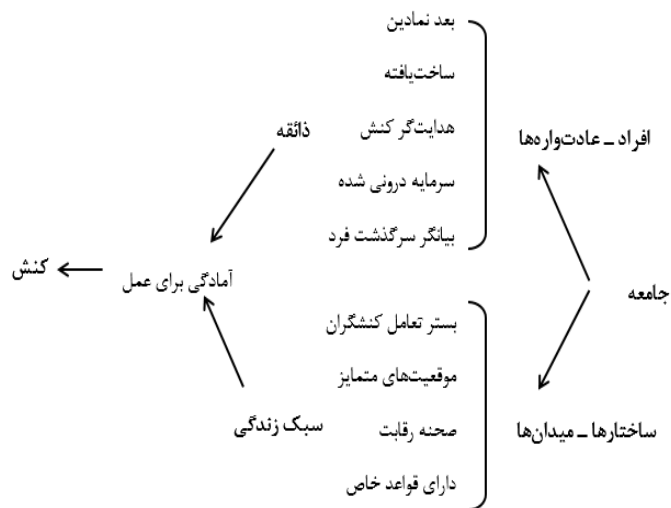 جامعه
افراد ـ عادت‌واره‌ها
بعد نمادین
ساخت‌یافته
هدایت‌گر کنش
سرمایه درونی شده
بیانگر سرگذشت فرد
ساختارها ـ میدان‌ها
بستر تعامل کنشگران
موقعیت‌های متمایز
صحنه رقابت
دارای قواعد خاص
ذائقه
سبک زندگی
آمادگی برای عمل
کنش